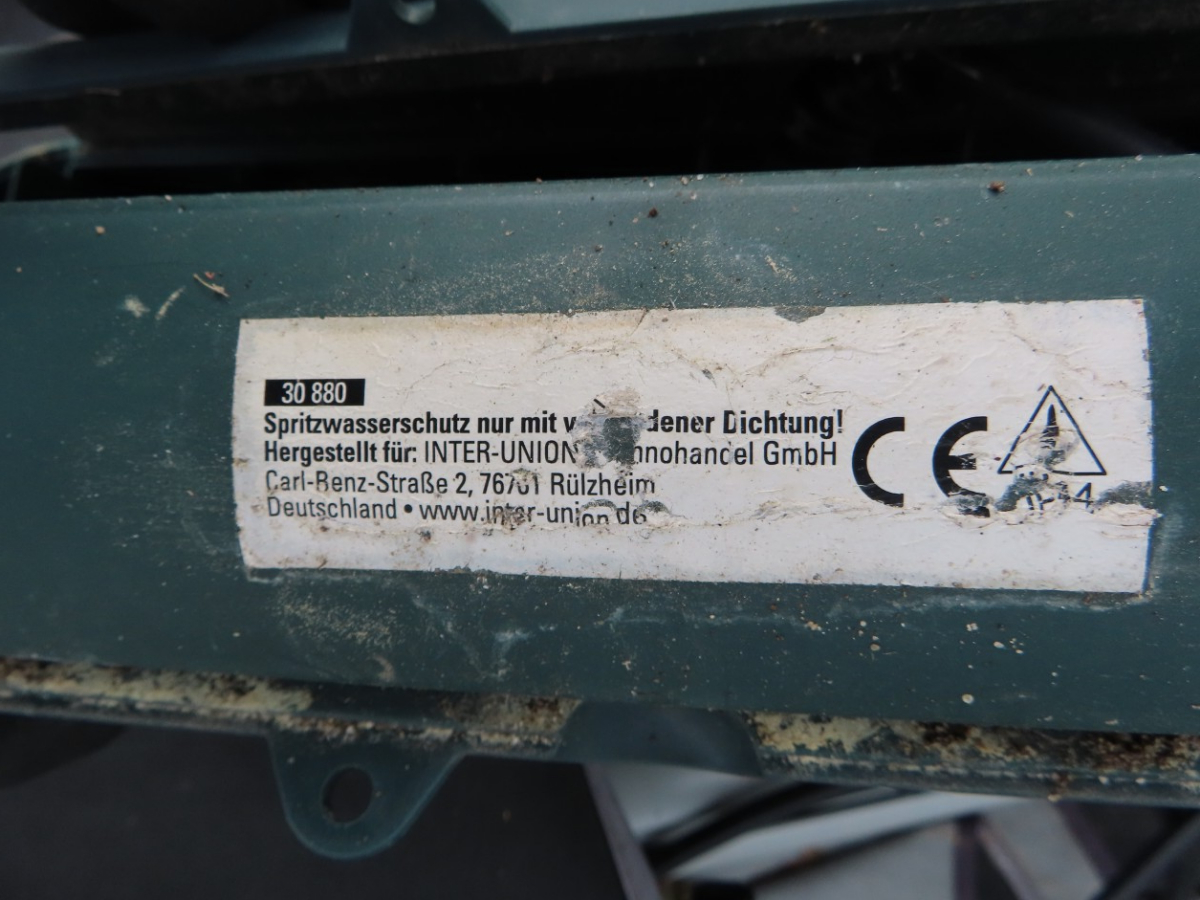 30 880
Spritzwasserschutz nur mit Dichtung!
Hergestellt für: INTER-UNION GmbH
Carl-Benz-Straße 2, Rülzheim
Deutschland • www.inter-union.de
CE